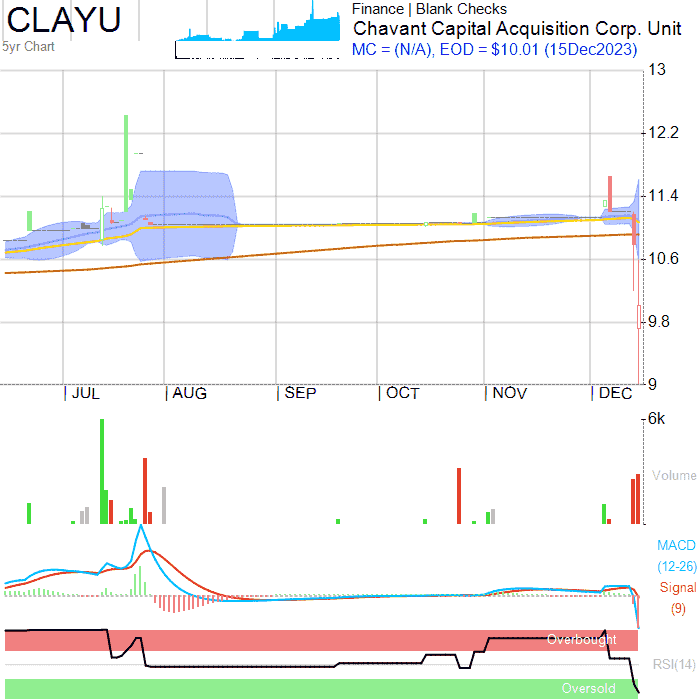 CLAYU
5yr Chart
Finance | Blank Checks
Chavant Capital Acquisition Corp. Unit
MC = (N/A), EOD = $10.01 (15Dec2023)
13
12.2
11.4
10.6
9.8
9
JUL AUG SEP OCT NOV DEC
6k
Volume
MACD
(12-26)
Signal
(9)
Overbought
RSI(14)
Oversold